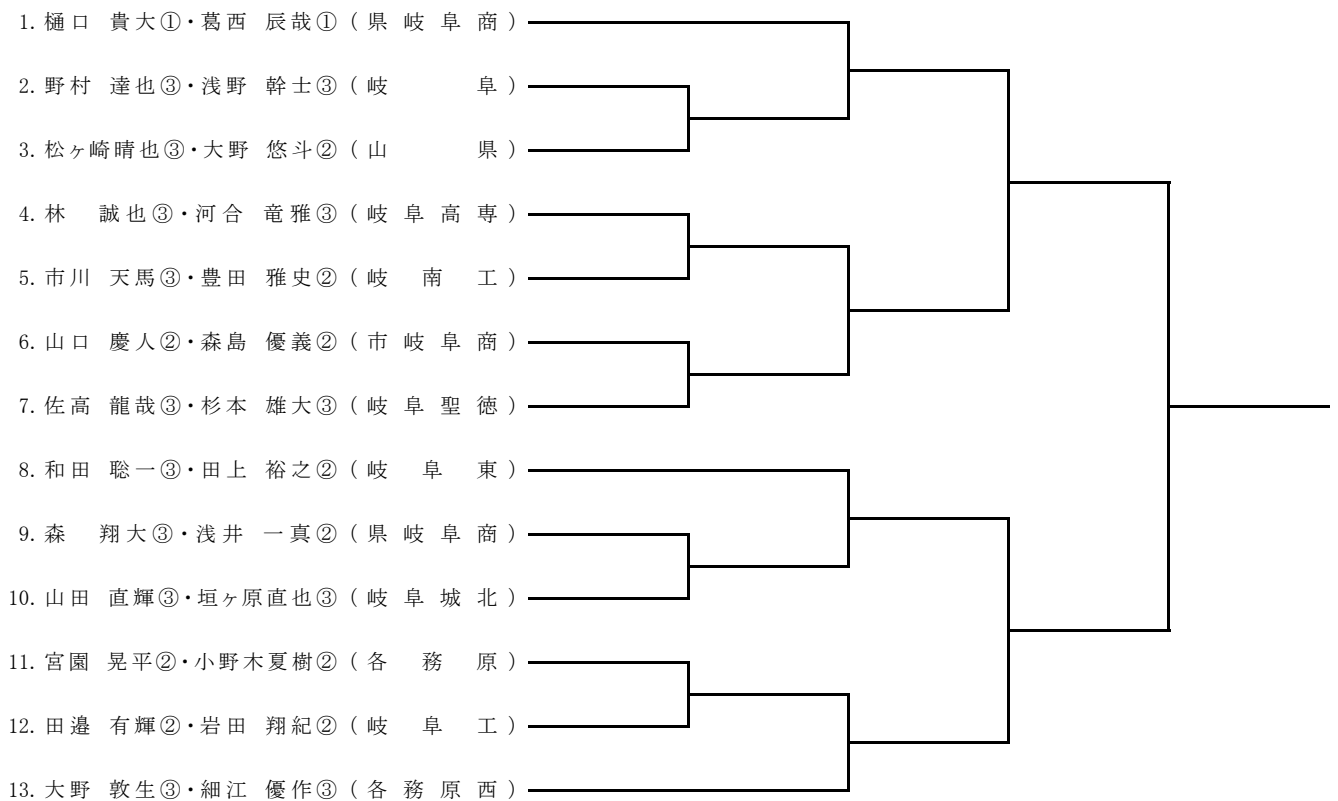 1. 樋口 貴大①・葛西 辰哉① (県岐阜商)
2. 野村 達也③・浅野 幹士③ (岐阜)
3. 松ヶ崎晴也③・大野 悠斗② (山県)
4. 林 誠也③・河合 竜雅③ (岐阜高専)
5. 市川 天馬③・豊田 雅史② (岐南工)
6. 山口 慶人②・森島 優義② (市岐阜商)
7. 佐高 龍哉③・杉本 雄大③ (岐阜聖徳)
8. 和田 聡一③・田上 裕之② (岐阜東)
9. 森 翔大③・浅井 一真② (県岐阜商)
10. 山田 直輝③・垣ヶ原直也③ (岐阜城北)
11. 宮園 晃平②・小野木夏樹② (各務原)
12. 田邉 有輝②・岩田 翔紀② (岐阜工)
13. 大野 敦生③・細江 優作③ (各務原西)